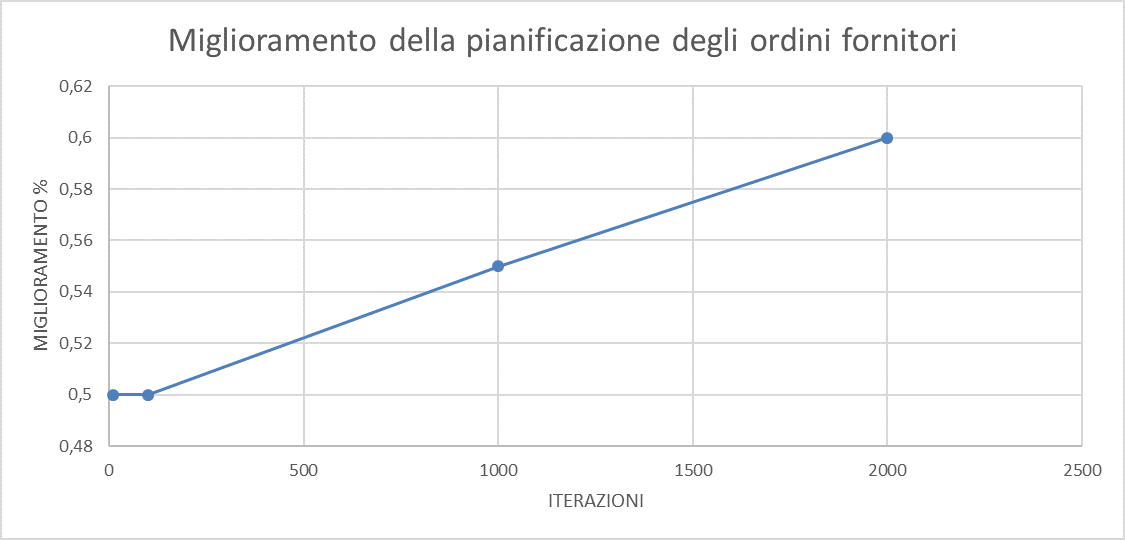 Miglioramento della pianificazione degli ordini fornitori
0,62
0,6
0,58
0,56
0,54
0,52
0,5
0,48
MIGLIORAMENTO %
0 500 1000 1500 2000 2500
ITERAZIONI